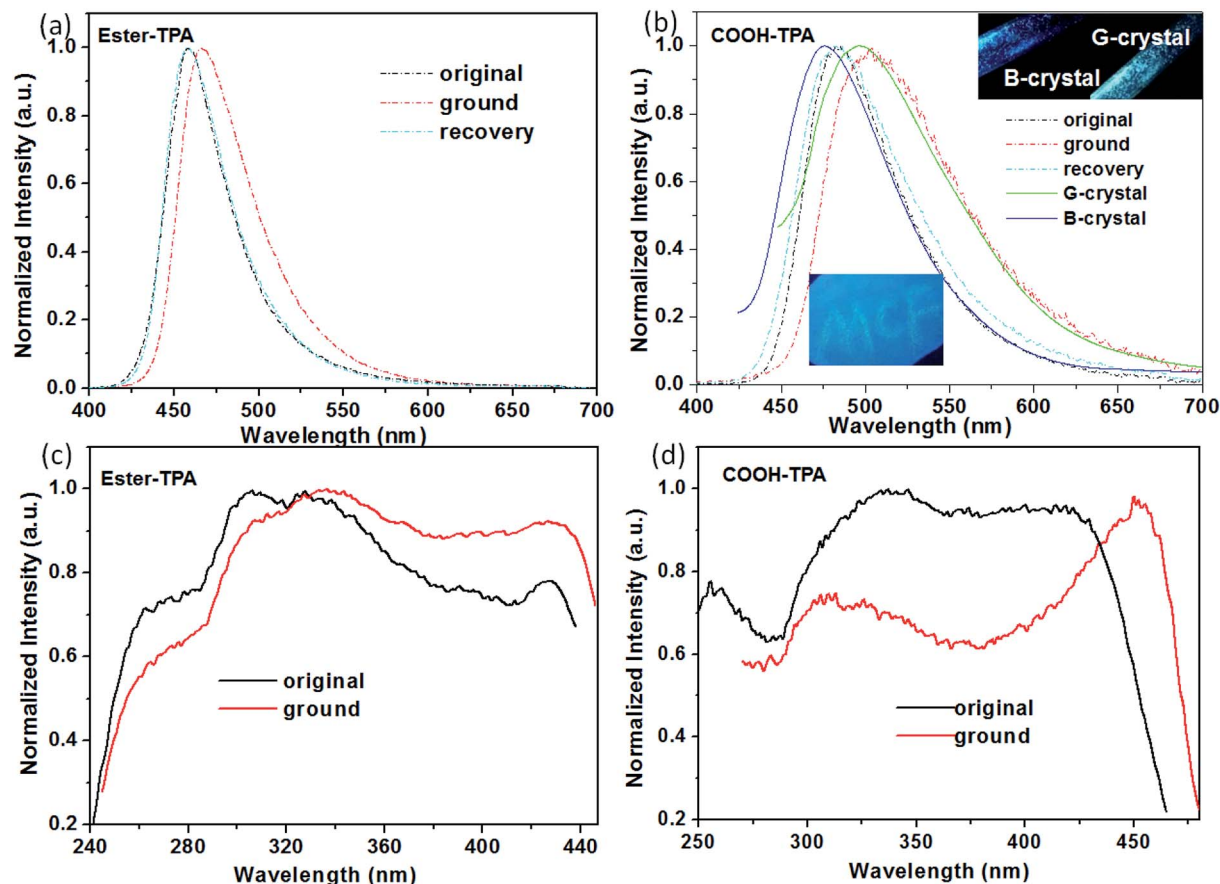 (a)
Ester-TPA
original
ground
recovery
Normalized Intensity (a.u.)
1.0
0.8
0.6
0.4
0.2
0.0
400 450 500 550 600 650 700
Wavelength (nm)
(b)
COOH-TPA
G-crystal
B-crystal
original
ground
recovery
G-crystal
B-crystal
MCF
Normalized Intensity (a.u.)
1.0
0.8
0.6
0.4
0.2
0.0
400 450 500 550 600 650 700
Wavelength (nm)
(c)
Ester-TPA
original
ground
Normalized Intensity (a.u.)
1.0
0.8
0.6
0.4
0.2
240 280 320 360 400 440
Wavelength (nm)
(d)
COOH-TPA
original
ground
Normalized Intensity (a.u.)
1.0
0.8
0.6
0.4
0.2
250 300 350 400 450
Wavelength (nm)